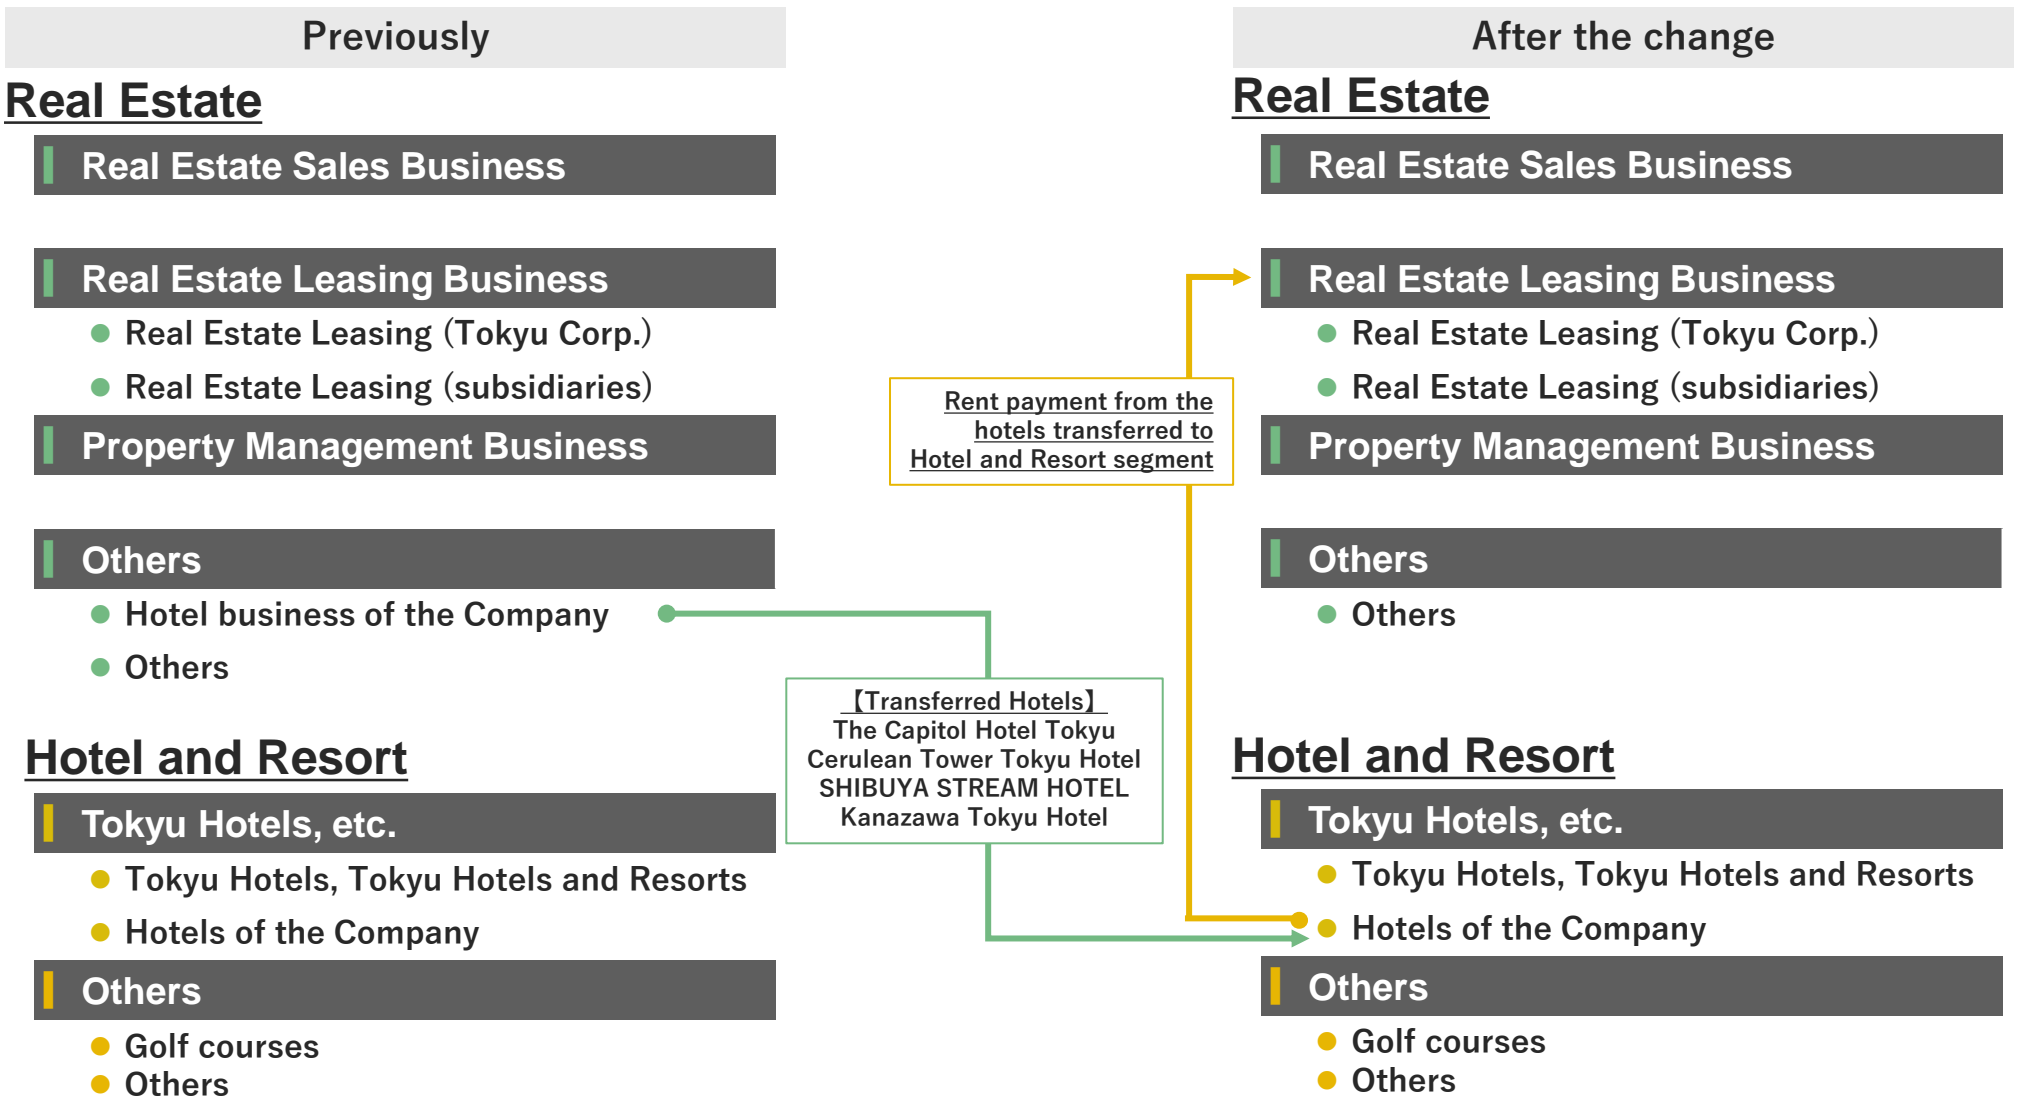 Previously
Real Estate
Real Estate Sales Business
Real Estate Leasing Business
Real Estate Leasing (Tokyu Corp.)
Real Estate Leasing (subsidiaries)
Property Management Business
Others
Hotel business of the Company
Others
Hotel and Resort
Tokyu Hotels, etc.
Tokyu Hotels, Tokyu Hotels and Resorts
Hotels of the Company
Others
Golf courses
Others
Rent payment from the
hotels transferred to
Hotel and Resort segment
【Transferred Hotels】
The Capitol Hotel Tokyu
Cerulean Tower Tokyu Hotel
SHIBUYA STREAM HOTEL
Kanazawa Tokyu Hotel
After the change
Real Estate
Real Estate Sales Business
Real Estate Leasing Business
Real Estate Leasing (Tokyu Corp.)
Real Estate Leasing (subsidiaries)
Property Management Business
Others
Others
Hotel and Resort
Tokyu Hotels, etc.
Tokyu Hotels, Tokyu Hotels and Resorts
Hotels of the Company
Others
Golf courses
Others